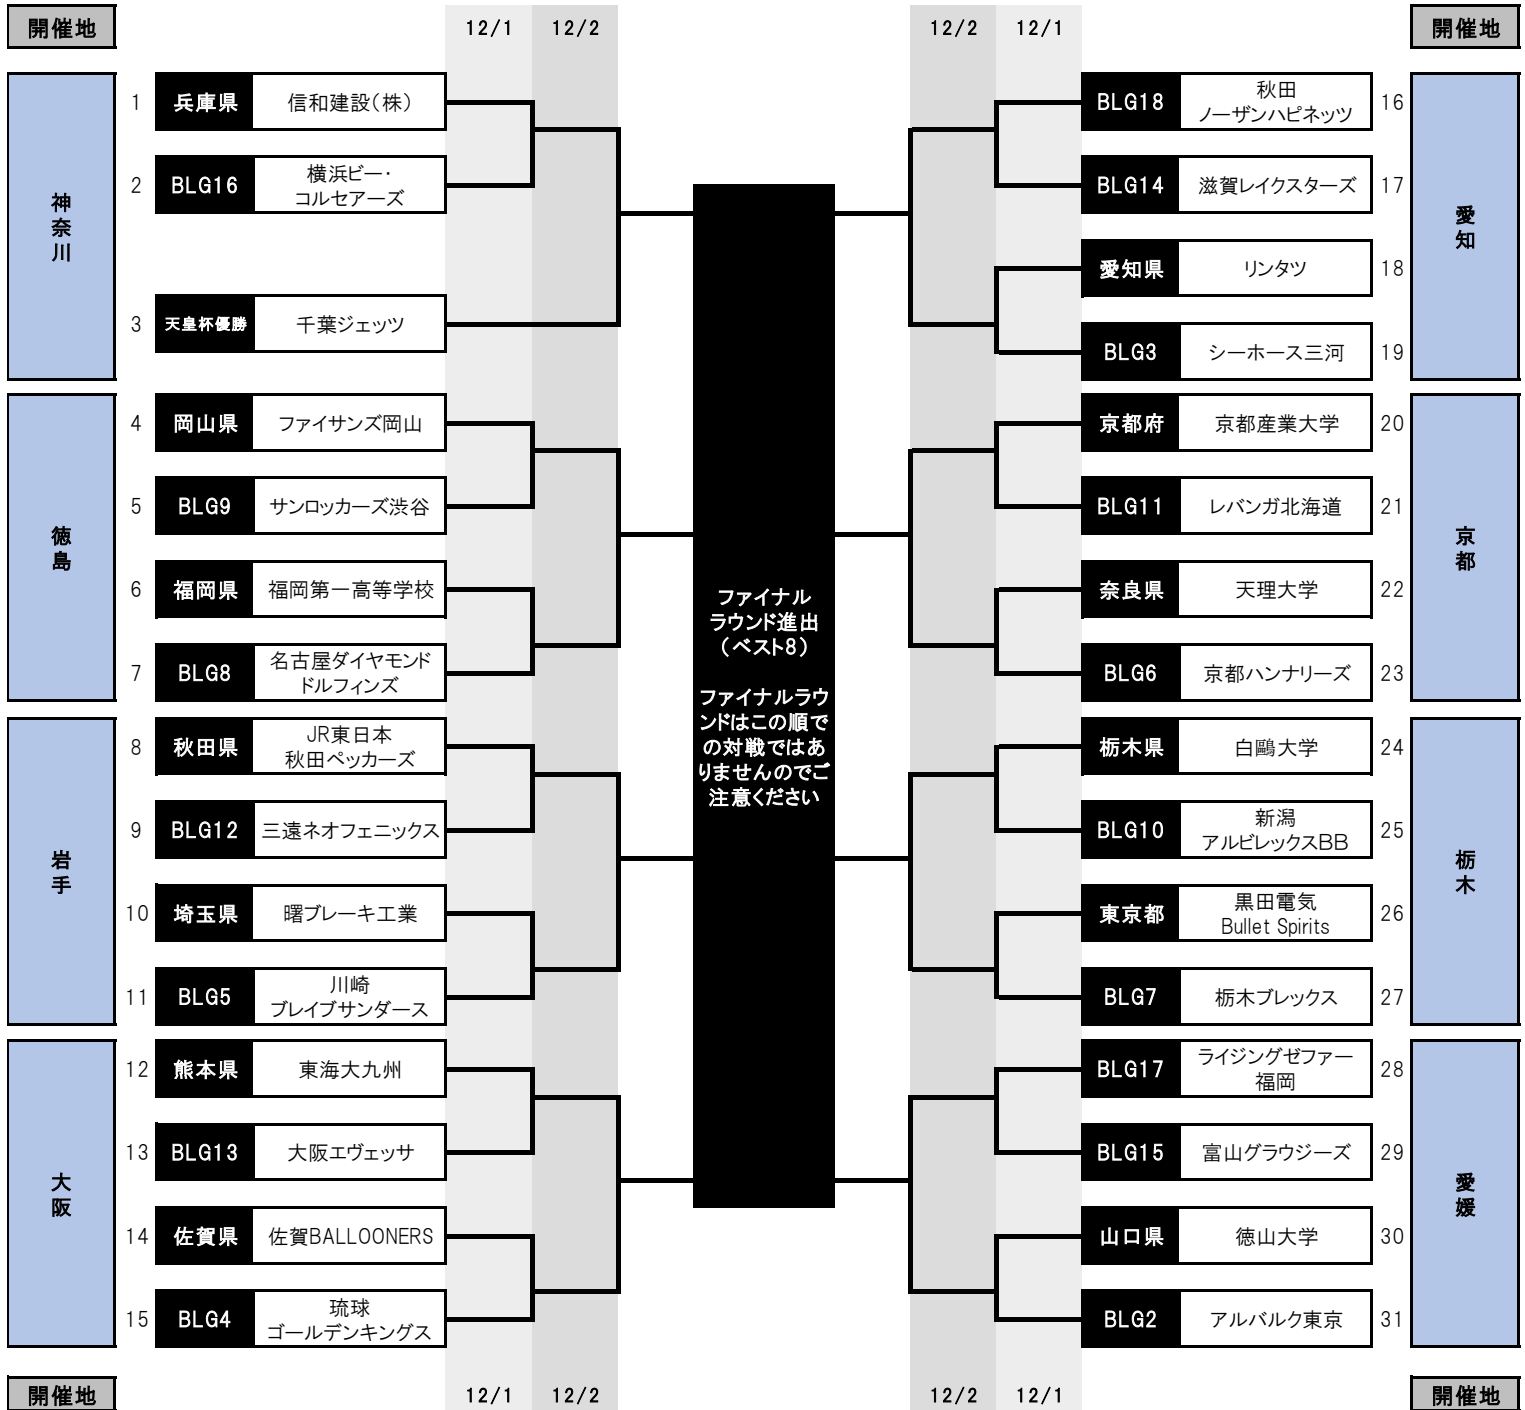 開催地
12/1
12/2
12/2
12/1
開催地
神奈川
1
兵庫県
信和建設(株)
2
BLG16
横浜ビー・
コルセアーズ
3
天皇杯優勝
千葉ジェッツ
徳島
4
岡山県
ファイサンズ岡山
5
BLG9
サンロッカーズ渋谷
6
福岡県
福岡第一高等学校
7
BLG8
名古屋ダイヤモンド
ドルフィンズ
岩手
8
秋田県
JR東日本
秋田ペッカーズ
9
BLG12
三遠ネオフェニックス
10
埼玉県
曙ブレーキ工業
11
BLG5
川崎
ブレイブサンダース
大阪
12
熊本県
東海大九州
13
BLG13
大阪エヴェッサ
14
佐賀県
佐賀BALLOONERS
15
BLG4
琉球
ゴールデンキングス
ファイナル
ラウンド進出
(ベスト8)
ファイナルラウ
ンドはこの順で
の対戦ではあ
りませんのでご
注意ください
BLG18
秋田
ノーザンハピネッツ
16
BLG14
滋賀レイクスターズ
17
愛知県
リンタツ
18
BLG3
シーホース三河
19
愛知
京都府
京都産業大学
20
BLG11
レバンガ北海道
21
奈良県
天理大学
22
BLG6
京都ハンナリーズ
23
京都
栃木県
白鷗大学
24
BLG10
新潟
アルビレックスBB
25
東京都
黒田電気
Bullet Spirits
26
BLG7
栃木ブレックス
27
栃木
BLG17
ライジングゼファー
福岡
28
BLG15
富山グラウジーズ
29
山口県
徳山大学
30
BLG2
アルバルク東京
31
愛媛
開催地
12/1
12/2
12/2
12/1
開催地